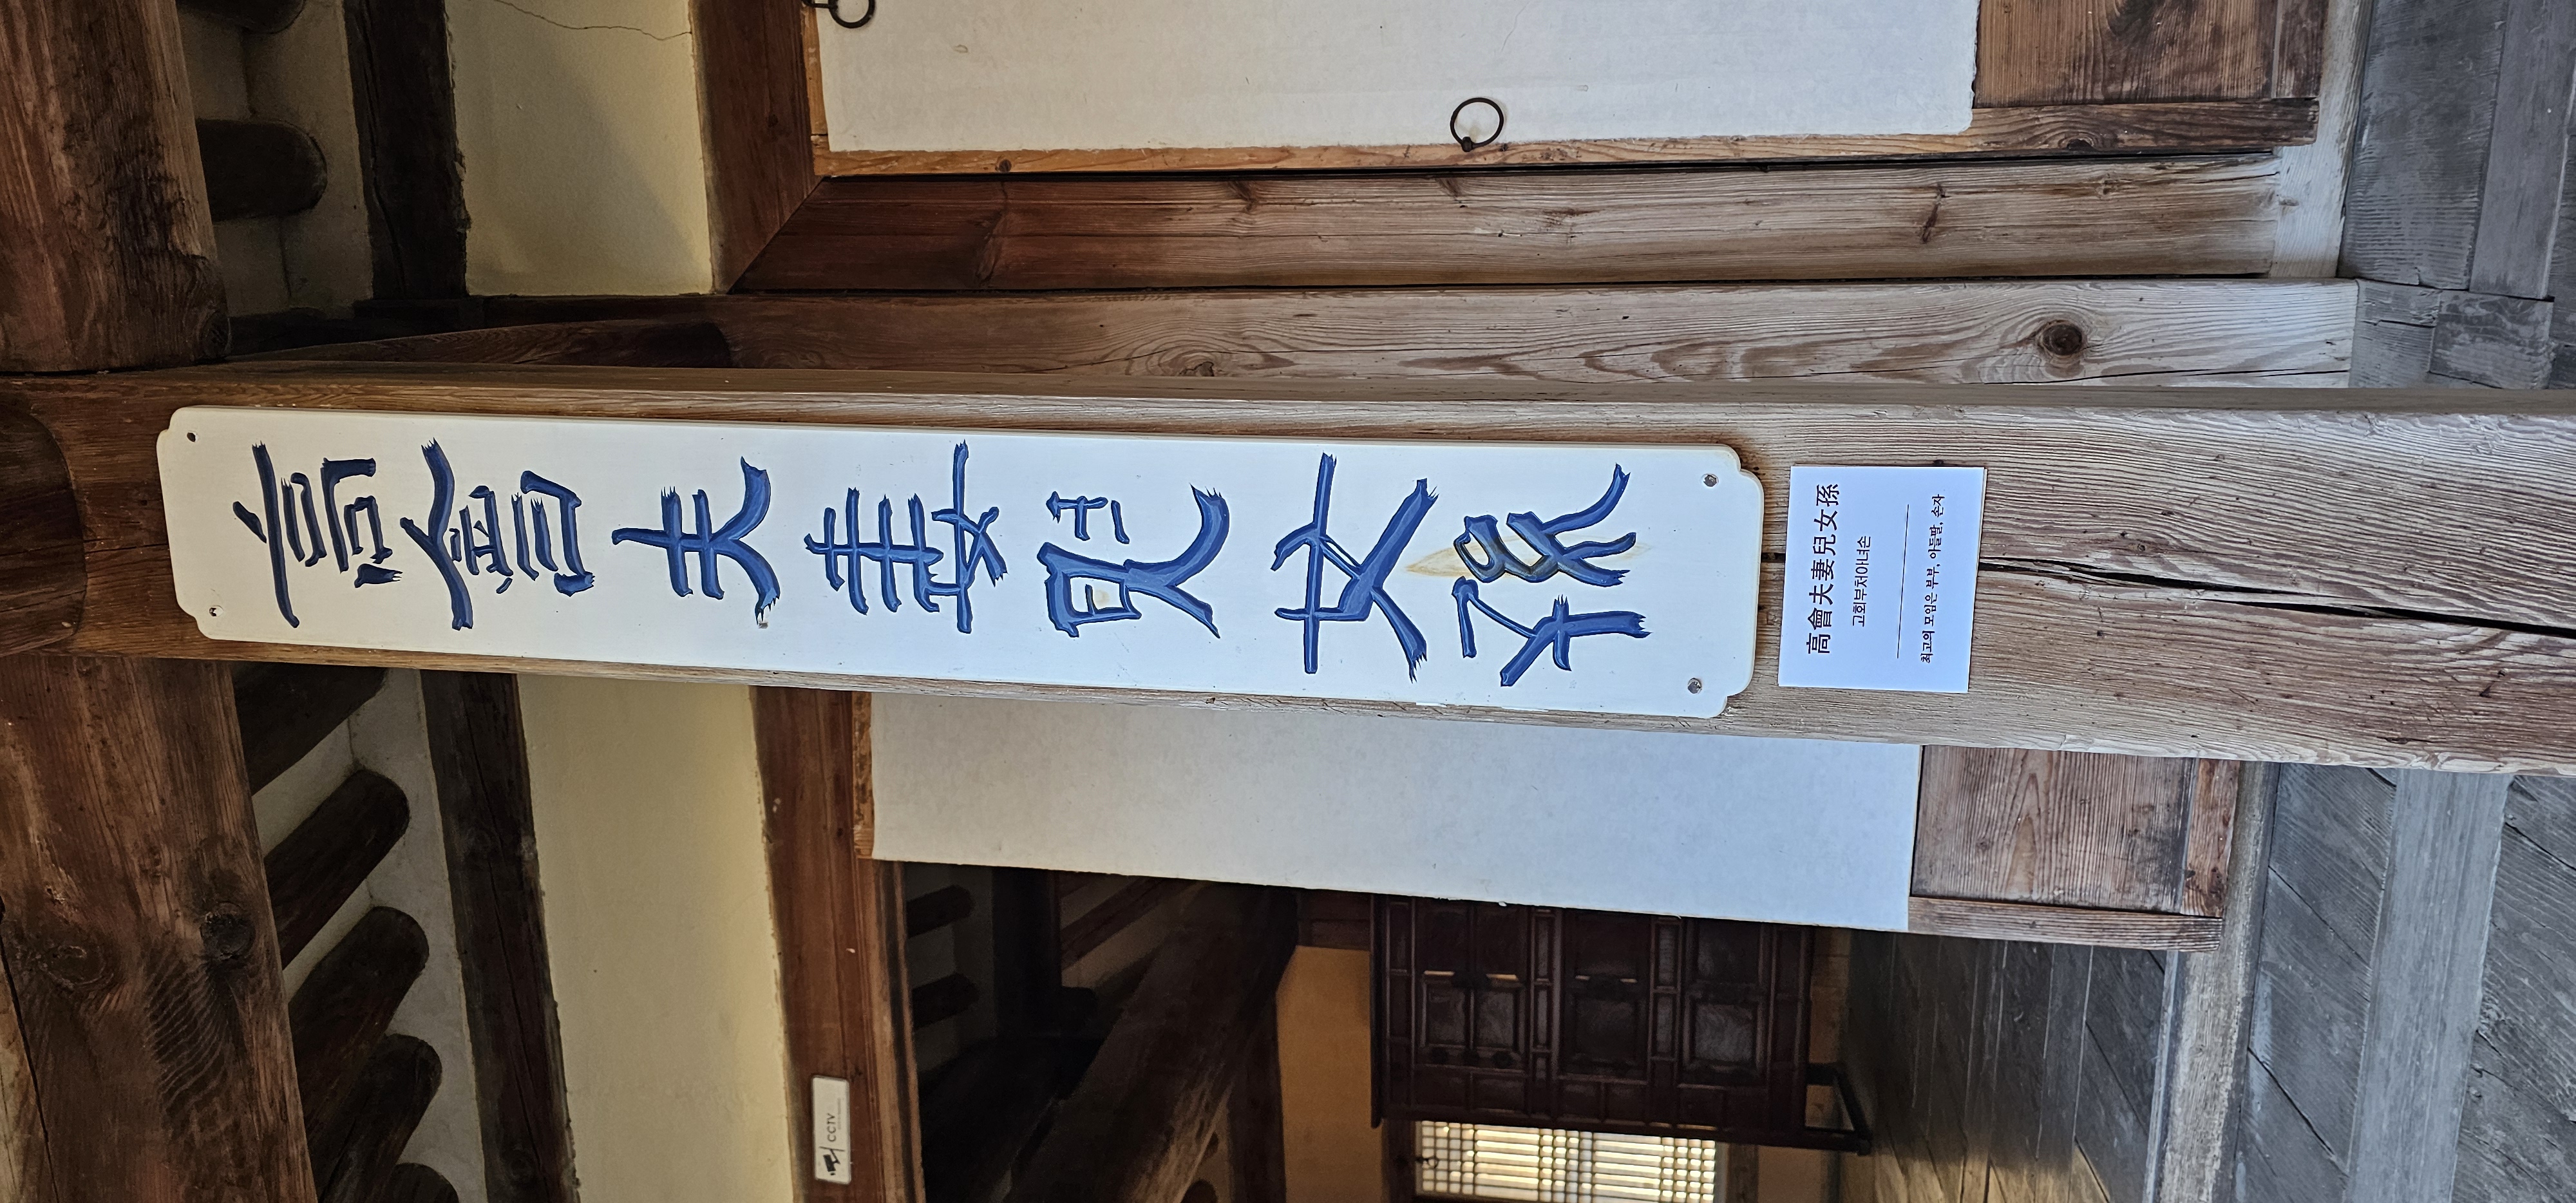 高會夫妻兒女孫
高會夫妻兒女孫
고회부처아녀손
최고의 모임은 부부, 아들딸, 손자
CCTV